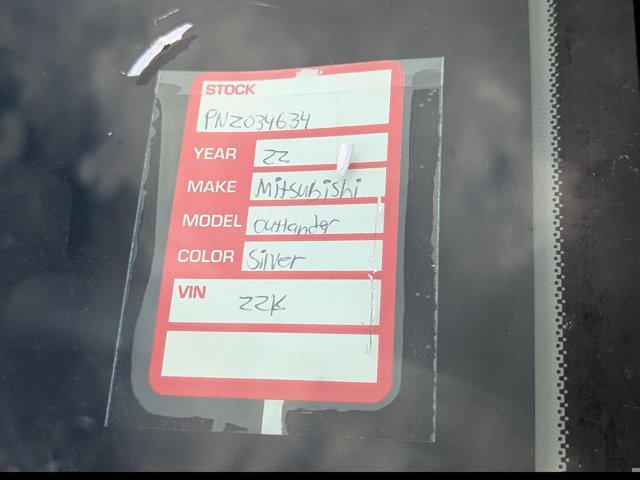 STOCK
PNZ034634
YEAR 22
MAKE Mitsubishi
MODEL Outlander
COLOR Silver
VIN
22K